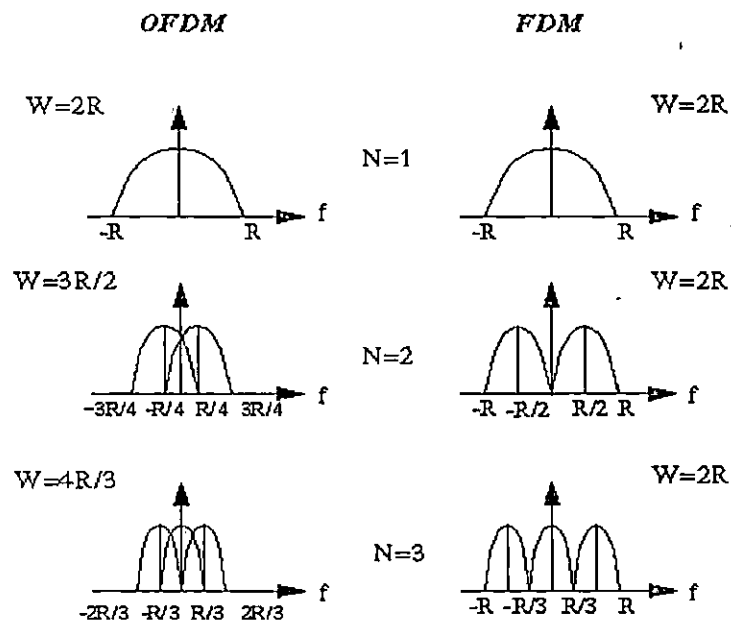 OFDM FDM
W=2R W=2R
N=1
-R R f -R R f
W=3R/2 W=2R
N=2
-3R/4 -R/4 R/4 3R/4 f -R -R/2 R/2 R f
W=4R/3 W=2R
N=3
-2R/3 -R/3 R/3 2R/3 f -R -R/3 R/3 R f